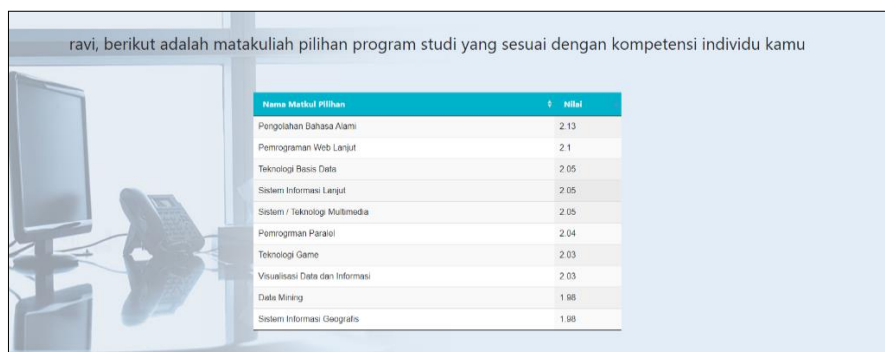 ravi, berikut adalah matakuliah pilihan program studi yang sesuai dengan kompetensi individu kamu
Nama Matkul Pilihan Nilai
Pengolahan Bahasa Alami 2.13
Pemrograman Web Lanjut 2.1
Teknologi Basis Data 2.05
Sistem Informasi Lanjut 2.05
Sistem / Teknologi Multimedia 2.05
Pemrogrman Paralel 2.04
Teknologi Game 2.03
Visualisasi Data dan Informasi 2.03
Data Mining 1.98
Sistem Informasi Geografis 1.98